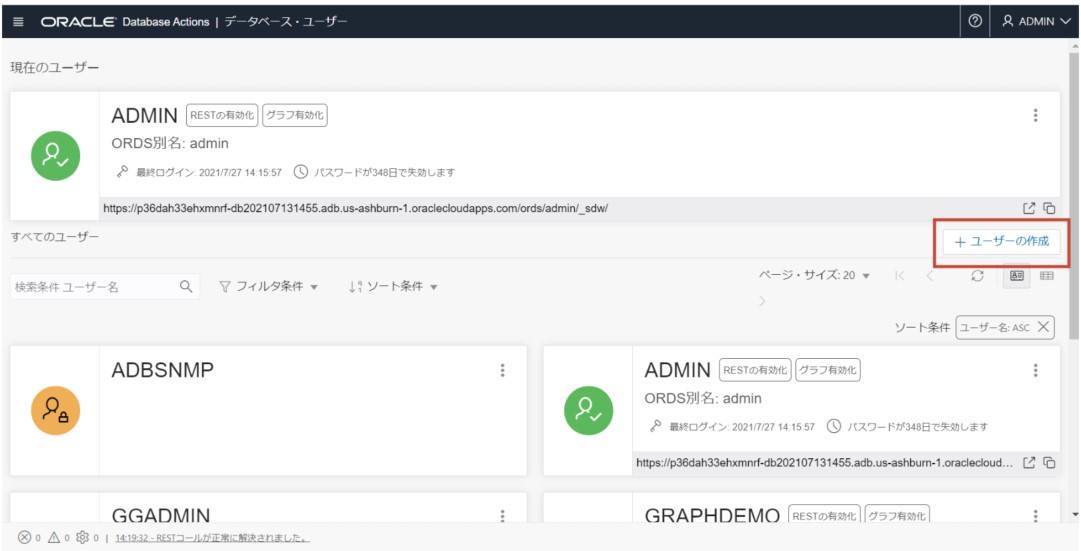 ORACLE Database Actions | データベース・ユーザー ADMIN
現在のユーザー
ADMIN RESTの有効化 グラフ有効化
ORDS別名: admin
最終ログイン: 2021/7/27 14:15:57 パスワードが348日で失効します
https://p36dah33ehxmnrf-db202107131455.adb.us-ashburn-1.oraclecloudapps.com/ords/admin/_sdw/
すべてのユーザー
+ ユーザーの作成
検索条件 ユーザー名 フィルタ条件 ソート条件 ページ・サイズ: 20
ソート条件 ユーザー名: ASC
ADBSNMP
ADMIN RESTの有効化 グラフ有効化
ORDS別名: admin
最終ログイン: 2021/7/27 14:15:57 パスワードが348日で失効します
https://p36dah33ehxmnrf-db202107131455.adb.us-ashburn-1.oraclecloud...
GGADMIN
GRAPHDEMO RESTの有効化 グラフ有効化
0 0 0 | 14:19:32 - RESTコールが正常に解決されました。